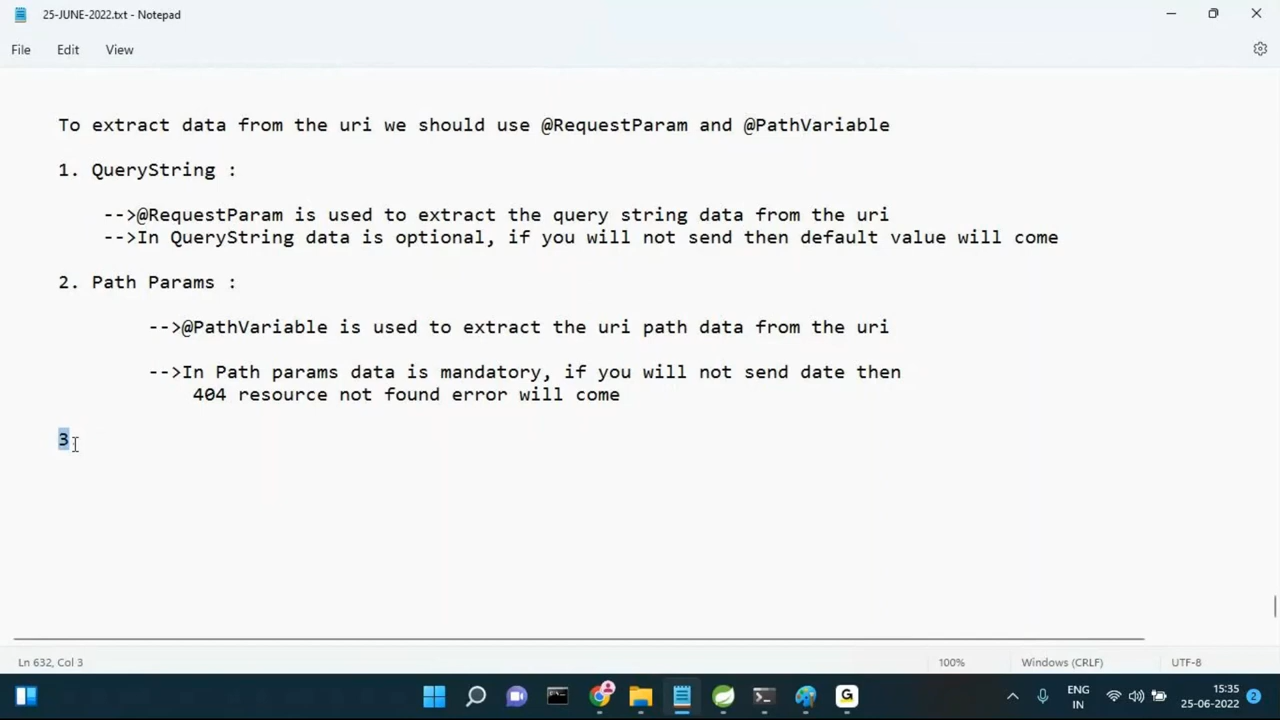 25-JUNE-2022.txt - Notepad
File Edit View
To extract data from the uri we should use @RequestParam and @PathVariable
1. QueryString :
-->@RequestParam is used to extract the query string data from the uri
-->In QueryString data is optional, if you will not send then default value will come
2. Path Params :
-->@PathVariable is used to extract the uri path data from the uri
-->In Path params data is mandatory, if you will not send date then
404 resource not found error will come
3
Ln 632, Col 3 100% Windows (CRLF) UTF-8
ENG 15:35
IN 25-06-2022 2